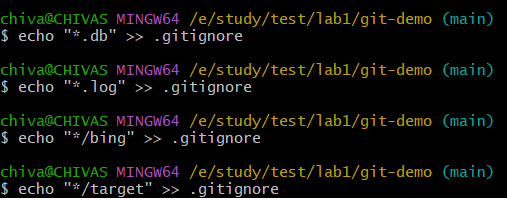 chiva@CHIVAS MINGW64 /e/study/test/lab1/git-demo (main)
$ echo "*.db" >> .gitignore
chiva@CHIVAS MINGW64 /e/study/test/lab1/git-demo (main)
$ echo "*.log" >> .gitignore
chiva@CHIVAS MINGW64 /e/study/test/lab1/git-demo (main)
$ echo "*/bing" >> .gitignore
chiva@CHIVAS MINGW64 /e/study/test/lab1/git-demo (main)
$ echo "*/target" >> .gitignore